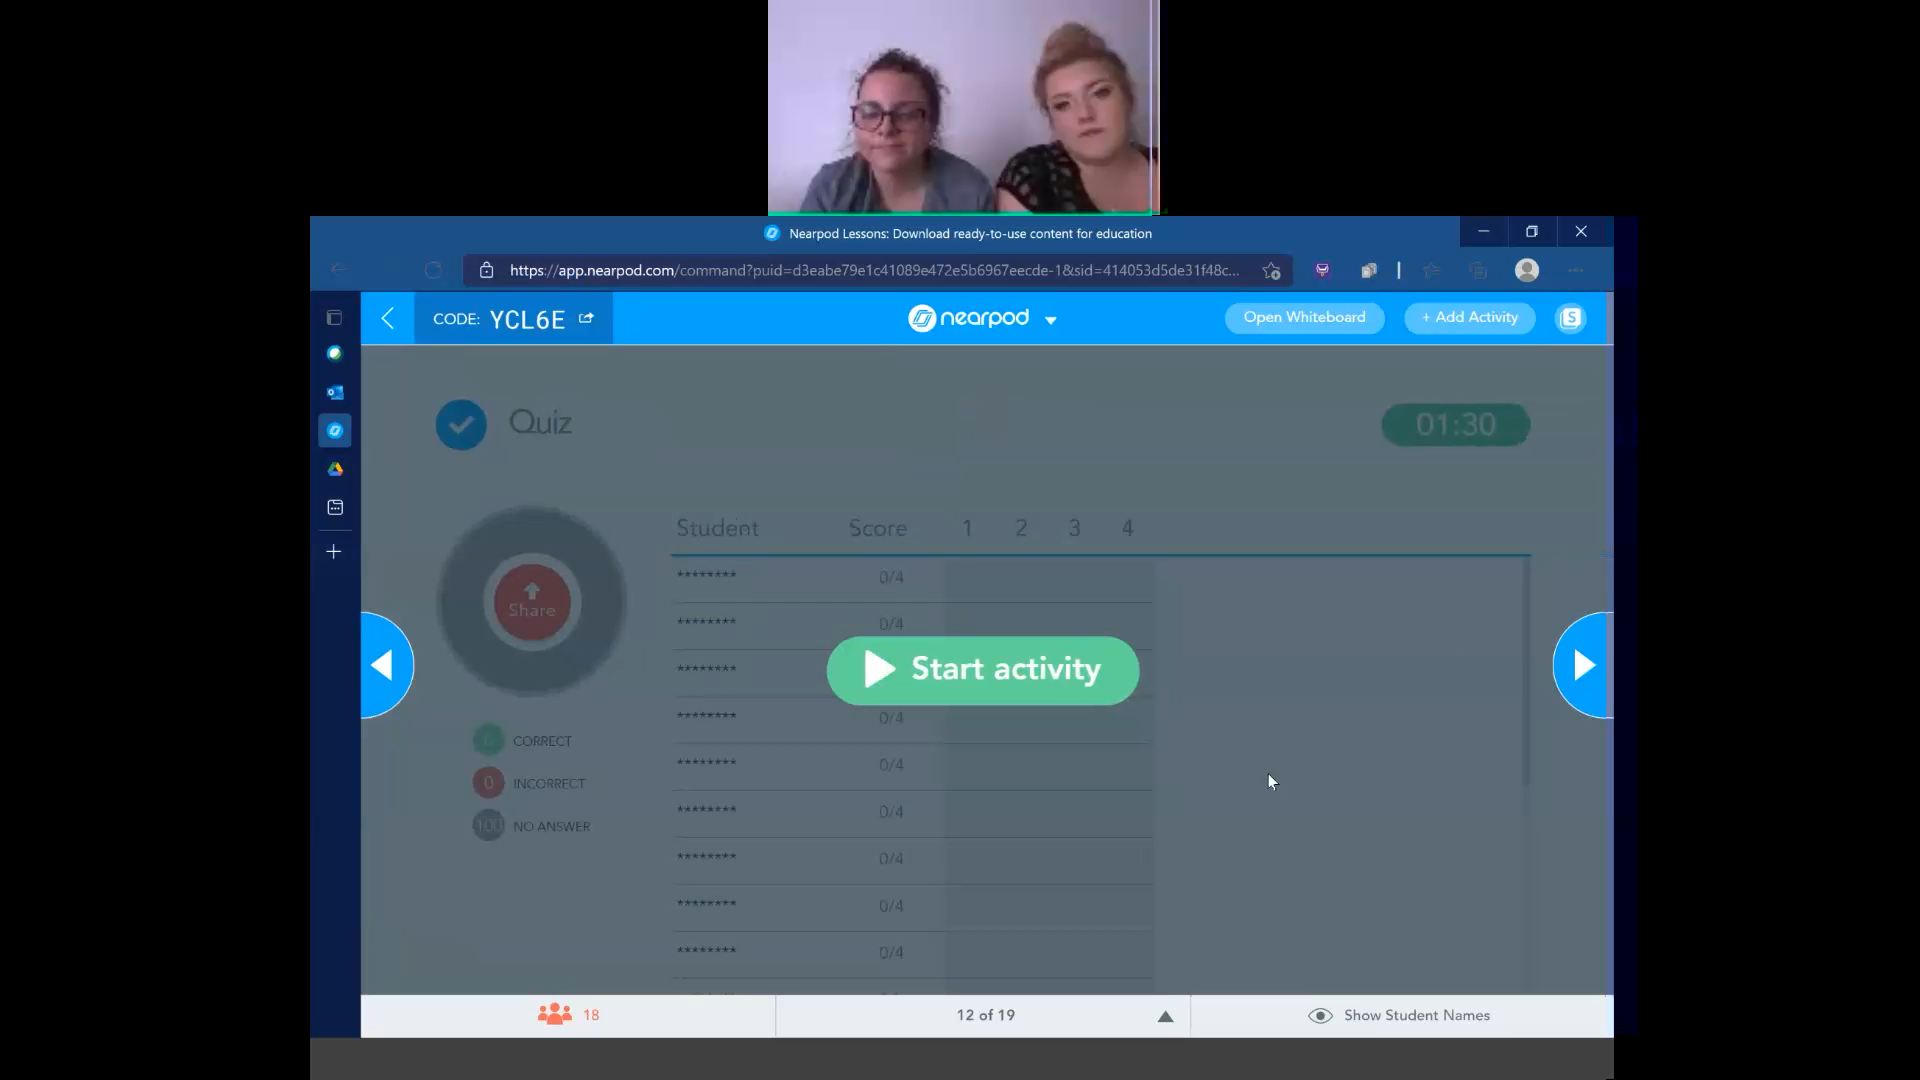 Nearpod Lessons: Download ready-to-use content for education
https://app.nearpod.com/command?puid=d3eabe79e1c41089e472e5b6967eecde-1&sid=414053d5de31f48c...
CODE: YCL6E
nearpod
Open Whiteboard
+ Add Activity
S
Quiz
01:30
Student Score 1 2 3 4
******** 0/4
******** 0/4
********
******** 0/4
******** 0/4
******** 0/4
******** 0/4
******** 0/4
******** 0/4
Share
Start activity
CORRECT
0 INCORRECT
100 NO ANSWER
18
12 of 19
Show Student Names